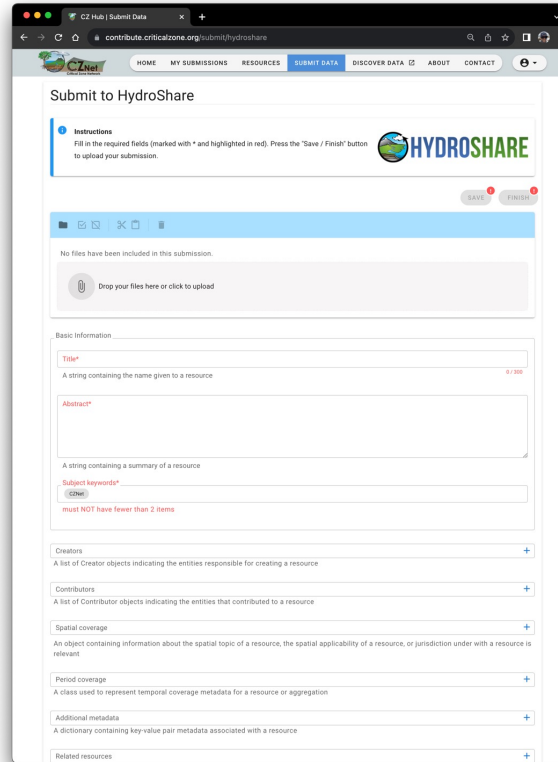 CZ Hub | Submit Data
contribute.criticalzone.org/submit/hydroshare
CZNet
Critical Zone Network
HOME MY SUBMISSIONS RESOURCES SUBMIT DATA DISCOVER DATA ABOUT CONTACT
Submit to HydroShare
Instructions
Fill in the required fields (marked with * and highlighted in red). Press the "Save / Finish" button
to upload your submission.
HYDROSHARE
SAVE ! FINISH !
No files have been included in this submission.
Drop your files here or click to upload
Basic Information
Title*
A string containing the name given to a resource
0 / 300
Abstract*
A string containing a summary of a resource
Subject keywords*
CZNet
must NOT have fewer than 2 items
Creators
A list of Creator objects indicating the entities responsible for creating a resource
Contributors
A list of Contributor objects indicating the entities that contributed to a resource
Spatial coverage
An object containing information about the spatial topic of a resource, the spatial applicability of a resource, or jurisdiction under with a resource is
relevant
Period coverage
A class used to represent temporal coverage metadata for a resource or aggregation
Additional metadata
A dictionary containing key-value pair metadata associated with a resource
Related resources